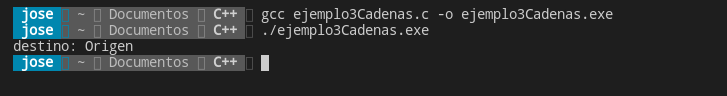 jose ~ Documentos C++ gcc ejemplo3Cadenas.c -o ejemplo3Cadenas.exe
jose ~ Documentos C++ ./ejemplo3Cadenas.exe
destino: Origen
jose ~ Documentos C++